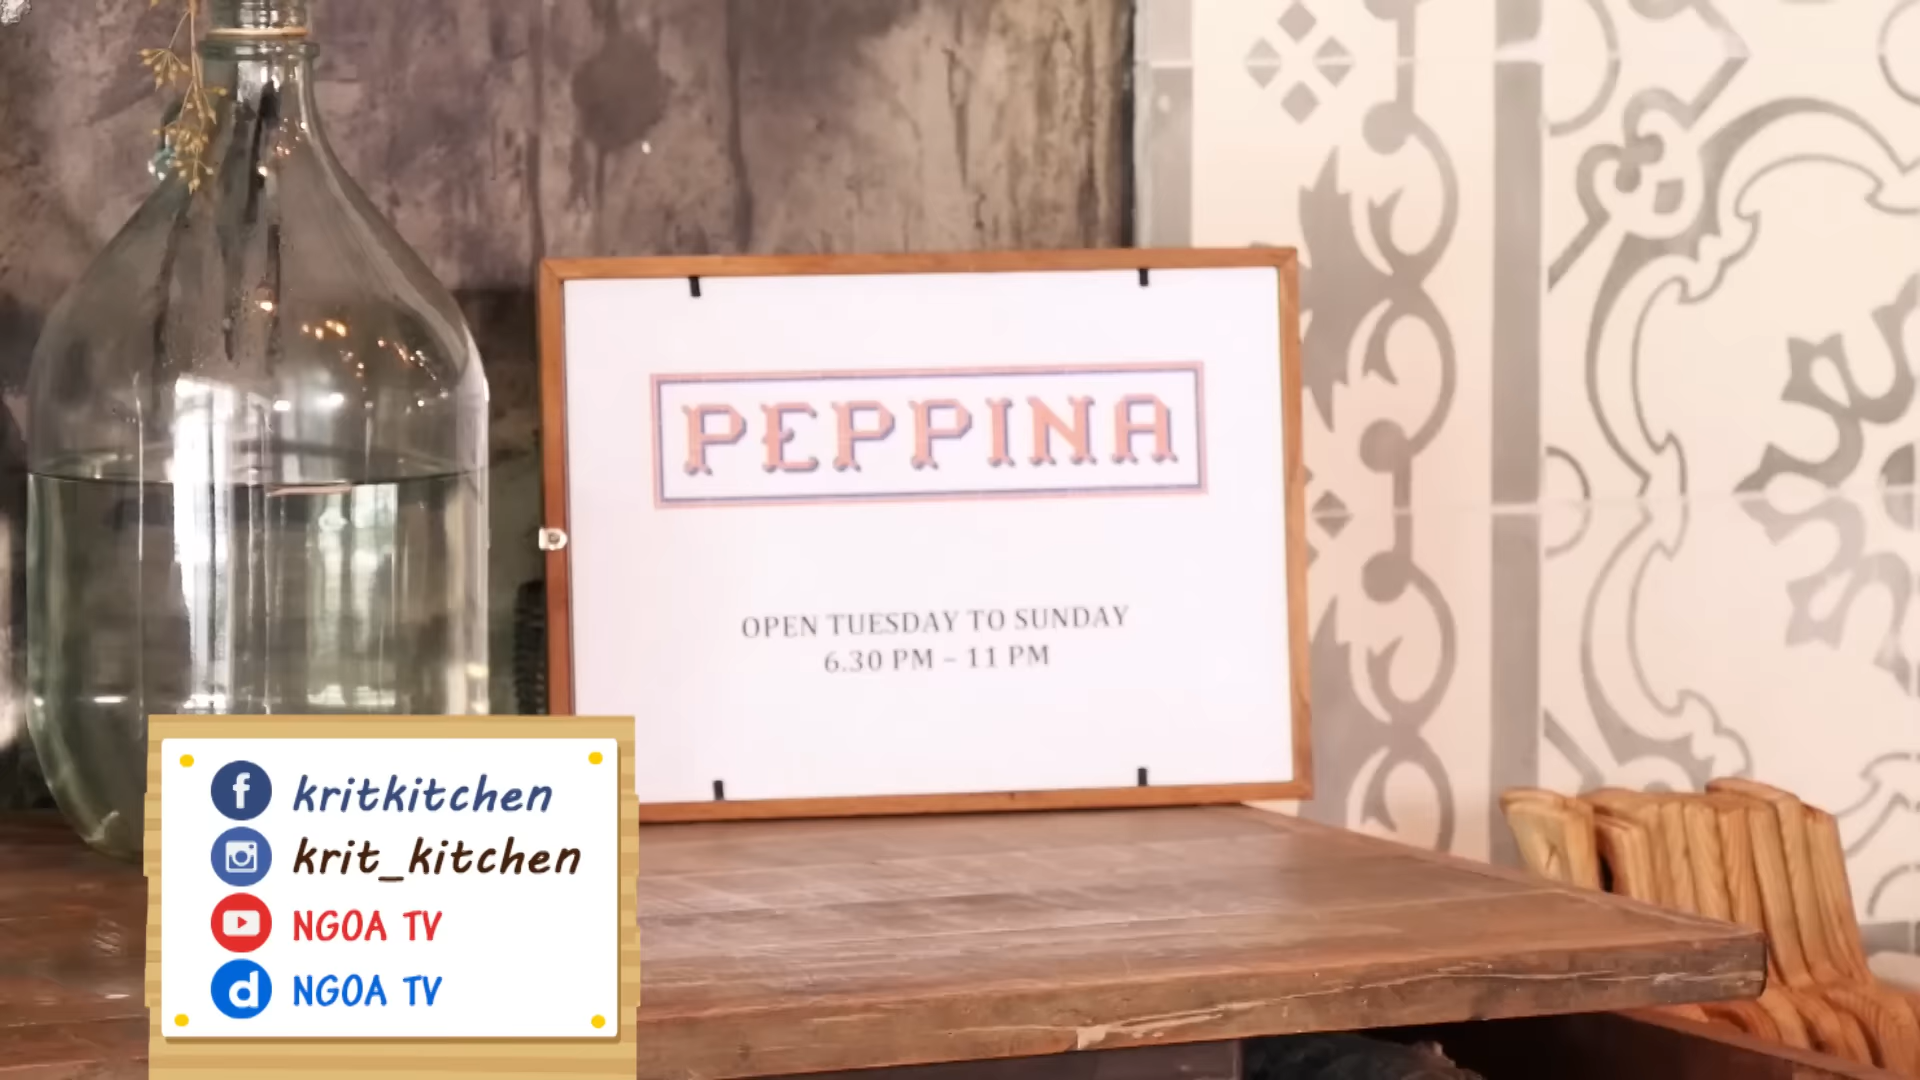 PEPPINA
OPEN TUESDAY TO SUNDAY
6.30 PM – 11 PM
kritkitchen
krit_kitchen
NGOA TV
NGOA TV